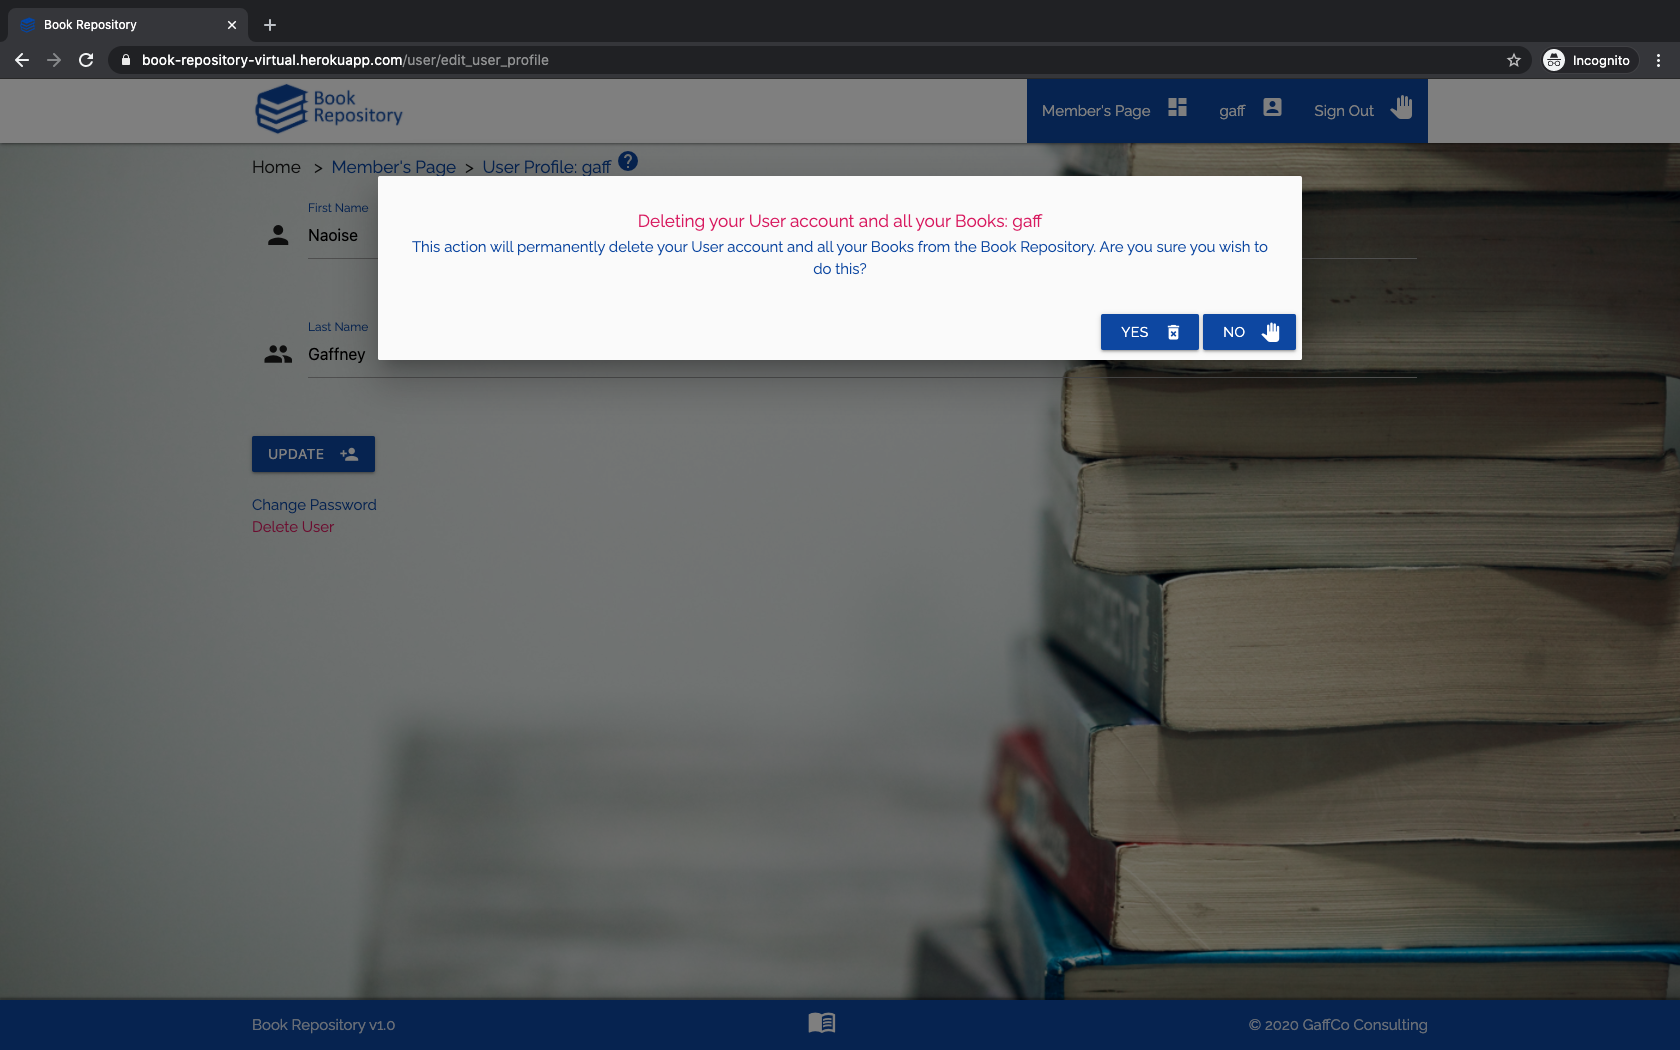 Book Repository
book-repository-virtual.herokuapp.com/user/edit_user_profile
Incognito
Book
Repository
Member's Page
gaff
Sign Out
Home > Member's Page > User Profile: gaff ?
First Name
Naoise
Deleting your User account and all your Books: gaff
This action will permanently delete your User account and all your Books from the Book Repository. Are you sure you wish to
do this?
YES
NO
Last Name
Gaffney
UPDATE
Change Password
Delete User
Book Repository v1.0
© 2020 GaffCo Consulting